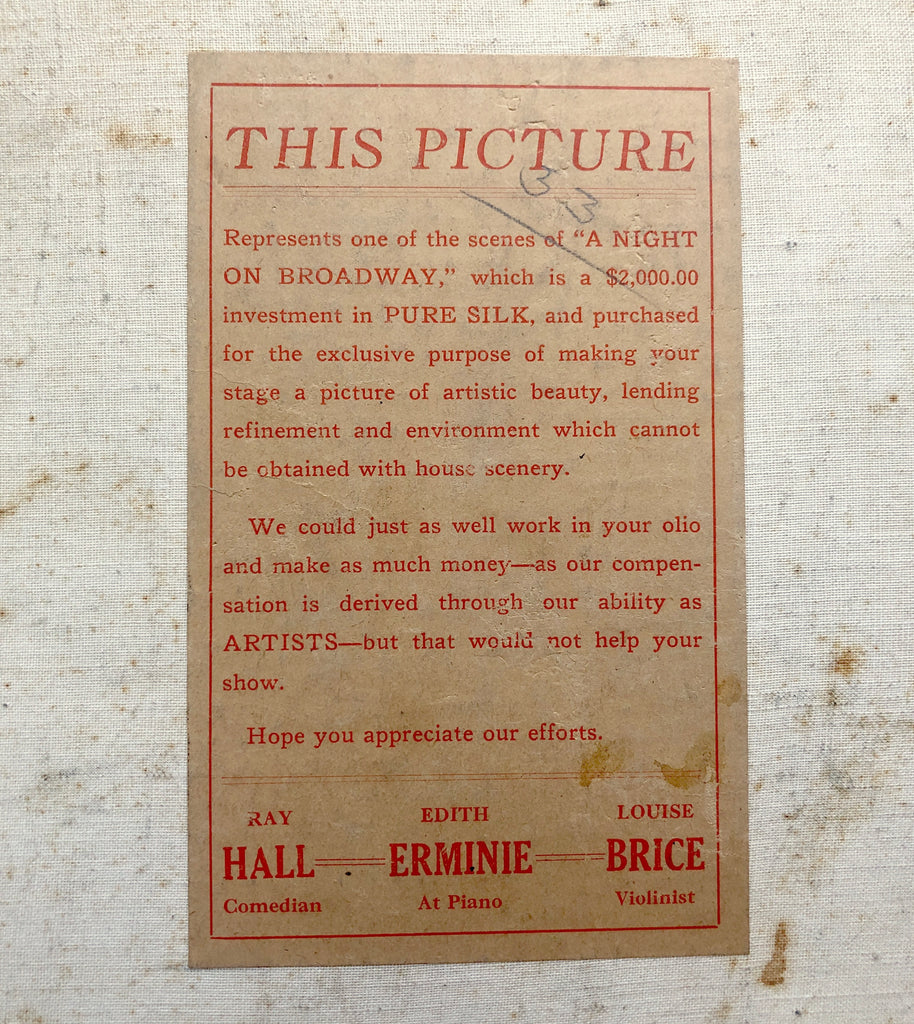 THIS PICTURE
33
Represents one of the scenes of “A NIGHT
ON BROADWAY,” which is a $2,000.00
investment in PURE SILK, and purchased
for the exclusive purpose of making your
stage a picture of artistic beauty, lending
refinement and environment which cannot
be obtained with house scenery.
We could just as well work in your olio
and make as much money—as our compen-
sation is derived through our ability as
ARTISTS—but that would not help your
show.
Hope you appreciate our efforts.
RAY EDITH LOUISE
HALL ERMINIE BRICE
Comedian At Piano Violinist